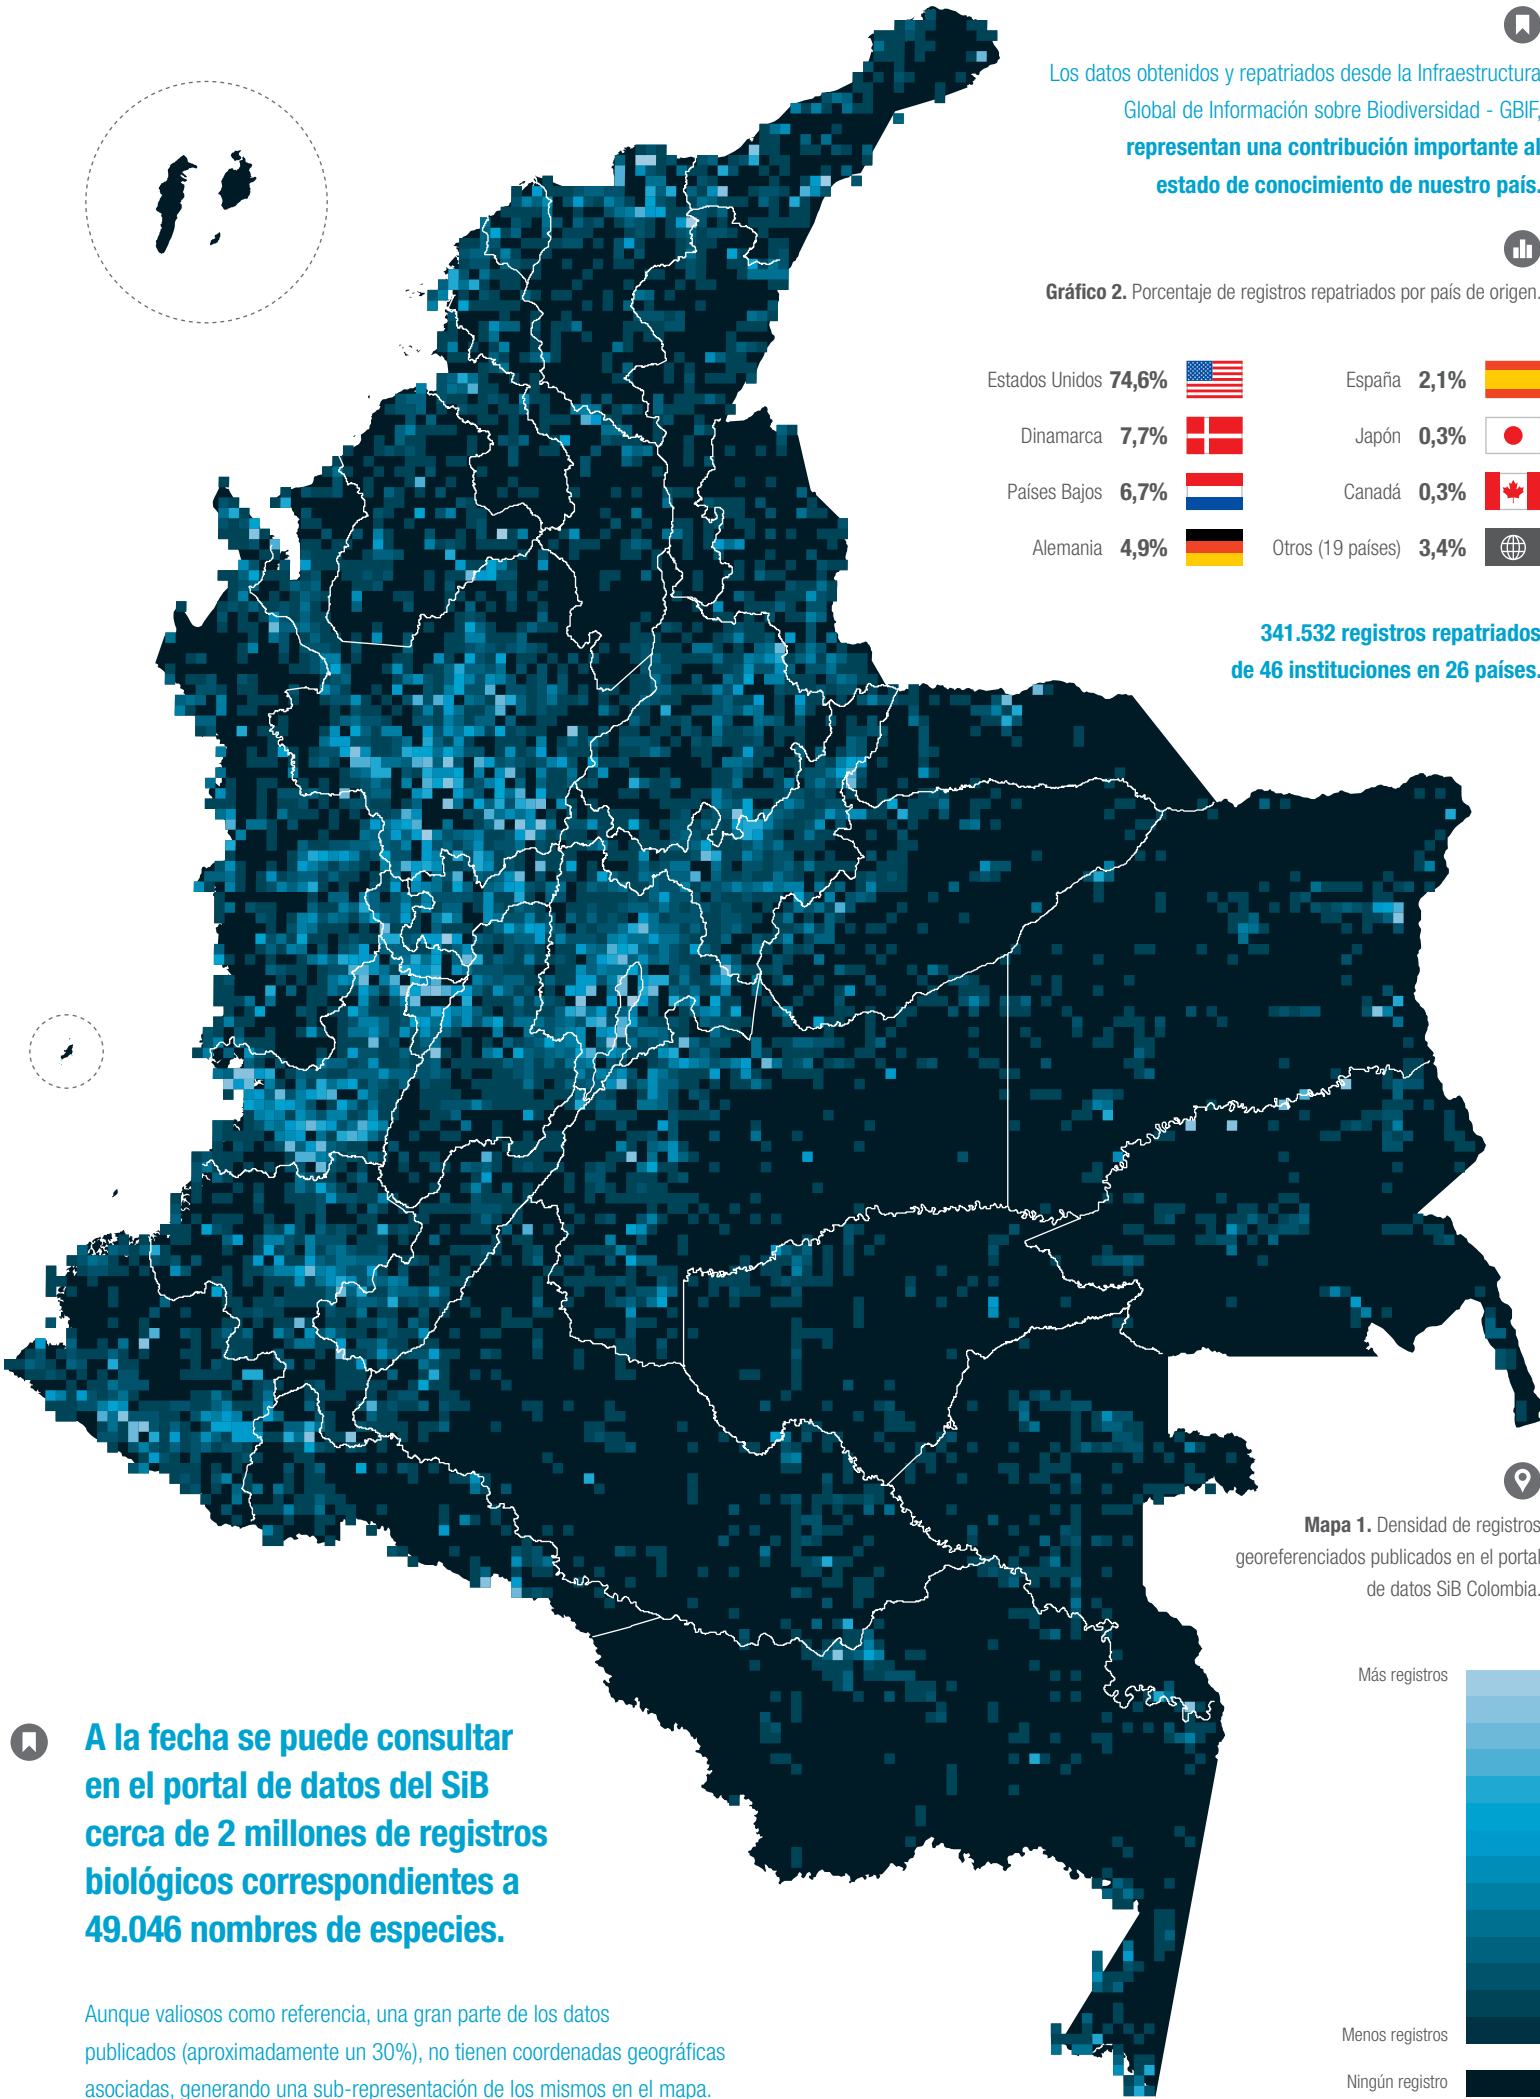 Los datos obtenidos y repatriados desde la Infraestructura
Global de Información sobre Biodiversidad - GBIF,
representan una contribución importante al
estado de conocimiento de nuestro país.
Gráfico 2. Porcentaje de registros repatriados por país de origen.
Estados Unidos 74,6%
España 2,1%
Dinamarca 7,7%
Japón 0,3%
Países Bajos 6,7%
Canadá 0,3%
Alemania 4,9%
Otros (19 países) 3,4%
341.532 registros repatriados
de 46 instituciones en 26 países.
Mapa 1. Densidad de registros
georeferenciados publicados en el portal
de datos SiB Colombia.
Más registros
Menos registros
Ningún registro
A la fecha se puede consultar
en el portal de datos del SiB
cerca de 2 millones de registros
biológicos correspondientes a
49.046 nombres de especies.
Aunque valiosos como referencia, una gran parte de los datos
publicados (aproximadamente un 30%), no tienen coordenadas geográficas
asociadas, generando una sub-representación de los mismos en el mapa.